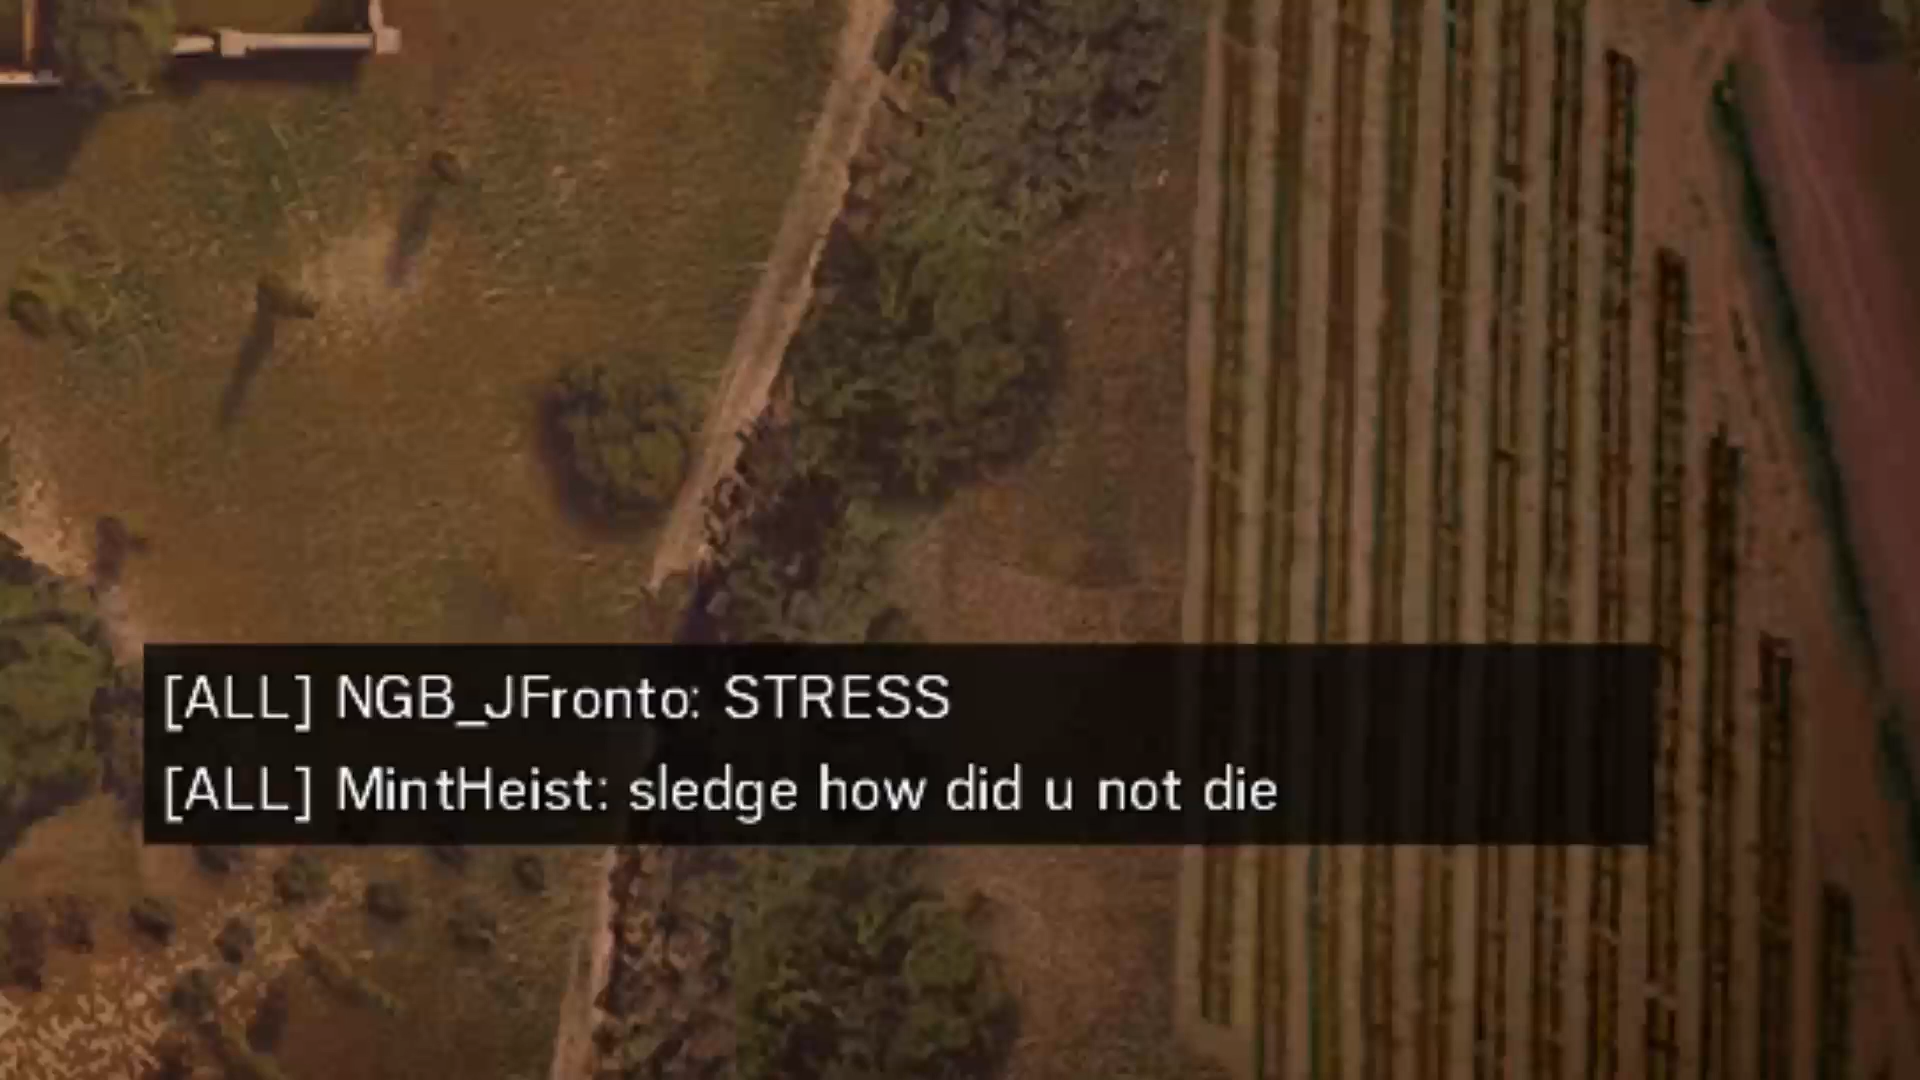 [ALL] NGB_JFronto: STRESS
[ALL] MintHeist: sledge how did u not die